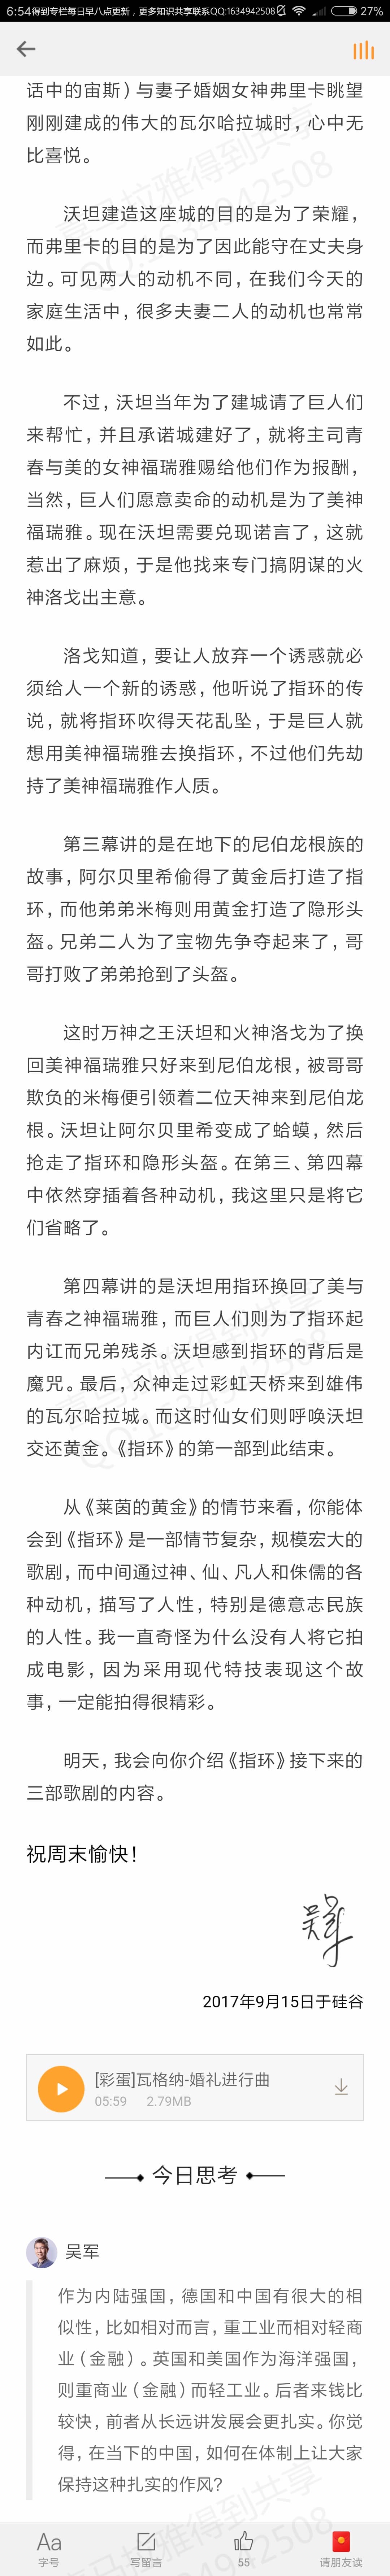 6:54得到专栏每日早八点更新，更多知识共享联系QQ:1634942508 27%
话中的宙斯）与妻子婚姻女神弗里卡眺望
刚刚建成的伟大的瓦尔哈拉城时，心中无
比喜悦。
沃坦建造这座城的目的是为了荣耀，
而弗里卡的目的是为了因此能守在丈夫身
边。可见两人的动机不同，在我们今天的
家庭生活中，很多夫妻二人的动机也常常
如此。
不过，沃坦当年为了建城请了巨人们
来帮忙，并且承诺城建好了，就将主司青
春与美的女神福瑞雅赐给他们作为报酬，
当然，巨人们愿意卖命的动机是为了美神
福瑞雅。现在沃坦需要兑现诺言了，这就
惹出了麻烦，于是他找来专门搞阴谋的火
神洛戈出主意。
洛戈知道，要让人放弃一个诱惑就必
须给人一个新的诱惑，他听说了指环的传
说，就将指环吹得天花乱坠，于是巨人就
想用美神福瑞雅去换指环，不过他们先劫
持了美神福瑞雅作人质。
第三幕讲的是在地下的尼伯龙根族的
故事，阿尔贝里希偷得了黄金后打造了指
环，而他弟弟米梅则用黄金打造了隐形头
盔。兄弟二人为了宝物先争夺起来了，哥
哥打败了弟弟抢到了头盔。
这时万神之王沃坦和火神洛戈为了换
回美神福瑞雅只好来到尼伯龙根，被哥哥
欺负的米梅便引领着二位天神来到尼伯龙
根。沃坦让阿尔贝里希变成了蛤蟆，然后
抢走了指环和隐形头盔。在第三、第四幕
中依然穿插着各种动机，我这里只是将它
们省略了。
第四幕讲的是沃坦用指环换回了美与
青春之神福瑞雅，而巨人们则为了指环起
内讧而兄弟残杀。沃坦感到指环的背后是
魔咒。最后，众神走过彩虹天桥来到雄伟
的瓦尔哈拉城。而这时仙女们则呼唤沃坦
交还黄金。《指环》的第一部到此结束。
从《莱茵的黄金》的情节来看，你能体
会到《指环》是一部情节复杂，规模宏大的
歌剧，而中间通过神、仙、凡人和侏儒的各
种动机，描写了人性，特别是德意志民族
的人性。我一直奇怪为什么没有人将它拍
成电影，因为采用现代特技表现这个故
事，一定能拍得很精彩。
明天，我会向你介绍《指环》接下来的
三部歌剧的内容。
祝周末愉快！
吴军
2017年9月15日于硅谷
[彩蛋]瓦格纳-婚礼进行曲
05:59 2.79MB
今日思考
吴军
作为内陆强国，德国和中国有很大的相
似性，比如相对而言，重工业而相对轻商
业（金融）。英国和美国作为海洋强国，
则重商业（金融）而轻工业。后者来钱比
较快，前者从长远讲发展会更扎实。你觉
得，在当下的中国，如何在体制上让大家
保持这种扎实的作风？
Aa
字号
写留言
55
请朋友读
喜马拉雅得到共享
QQ:1634942508